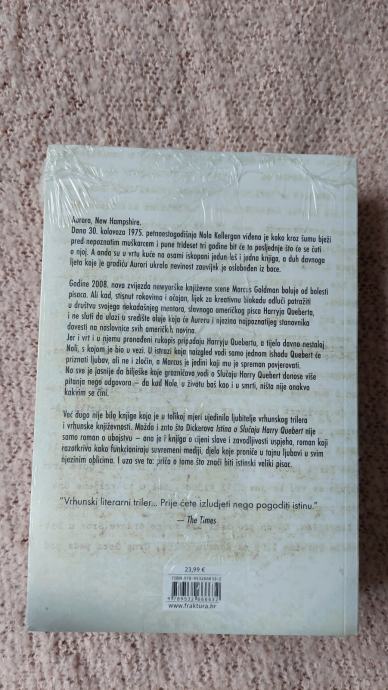 Aurora, New Hampshire.
Dana 30. kolovoza 1975. petnaestogodišnja Nola Kellergan viđena je kako kroz šumu bježi
pred nepoznatim muškarcem i pune trideset tri godine bit će to posljednje što će se čuti
o njoj. A onda su u vrtu kuće na osami iskopani jedan leš i jedna knjiga, a duh davnoga
ljeta koje je gradiću Aurori ukralo nevinost zauvijek je oslobođen iz boce.
Godine 2008. nova zvijezda newyorške književne scene Marcus Goldman boluje od bolesti
pisaca. Ali kad, stisnut rokovima i očajan, lijek za kreativnu blokadu odluči potražiti
u društvu svojega nekadašnjeg mentora, slavnoga američkog pisca Harryja Queberta,
i ne sluti da ulazi u središte oluje koja će Auroru i njezina najpoznatijeg stanovnika
dovesti na naslovnice svih američkih novina.
Jer i vrt i u njemu pronađeni rukopis pripadaju Harryju Quebertu, a tijelo davno nestaloj
Noli, s kojom je bio u vezi. U istrazi koja naizgled vodi samo jednom ishodu Quebert će
priznati ljubav, ali ne i zločin, a Marcus je jedini koji mu je spreman povjerovati.
No sve je jasnije da bilješke koje grozničavo vodi o Slučaju Harry Quebert donose više
pitanja nego odgovora – da kod Nole, u životu baš kao i u smrti, ništa nije onakvo
kakvim se čini.
Već dugo nije bilo knjige koja je u tolikoj mjeri ujedinila ljubitelje vrhunskog trilera
i vrhunske književnosti. Možda i zato što Dickerova Istina o Slučaju Harry Quebert nije
samo roman o ubojstvu – ona je i knjiga o cijeni slave i zavodljivosti uspjeha, roman koji
razotkriva kako funkcioniraju suvremeni mediji, djelo koje proniče u tajnu ljubavi u svim
njezinim oblicima. I uza sve to: priča o tome što znači biti istinski veliki pisac.
"Vrhunski literarni triler... Prije ćete izludjeti nego pogoditi istinu."
— The Times
23,99 €
www.fraktura.hr